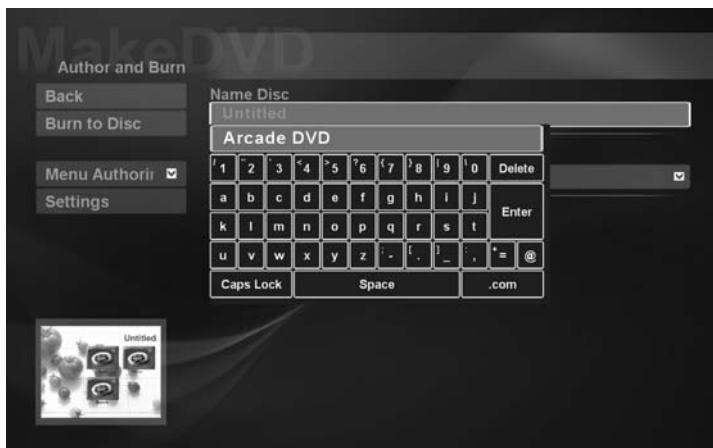 MakeDVD
Author and Burn
Back
Name Disc
Untitled
Burn to Disc
Arcade DVD
1 2 3 < 4 > 5 ? 6 { 7 } 8 | 9 \ 0 Delete
Menu Authorin
a b c d e f g h i j
Enter
Settings
k l m n o p q r s t
u v w x y z ; - [ . ] _ : , + = @
Caps Lock Space .com
Untitled